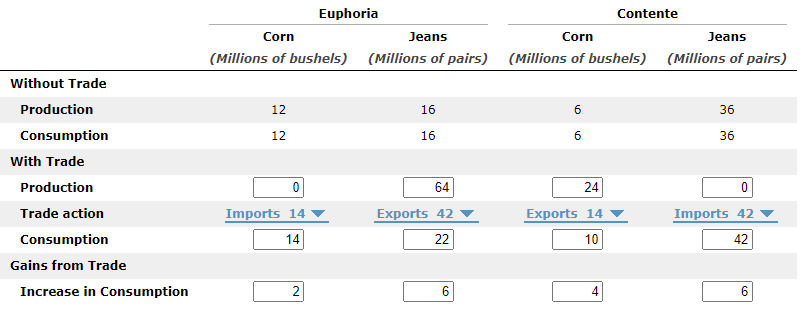 Euphoria Contente
Corn Jeans Corn Jeans
(Millions of bushels) (Millions of pairs) (Millions of bushels) (Millions of pairs)
Without Trade
Production 12 16 6 36
Consumption 12 16 6 36
With Trade
Production 0 64 24 0
Trade action Imports 14 Exports 42 Exports 14 Imports 42
Consumption 14 22 10 42
Gains from Trade
Increase in Consumption 2 6 4 6